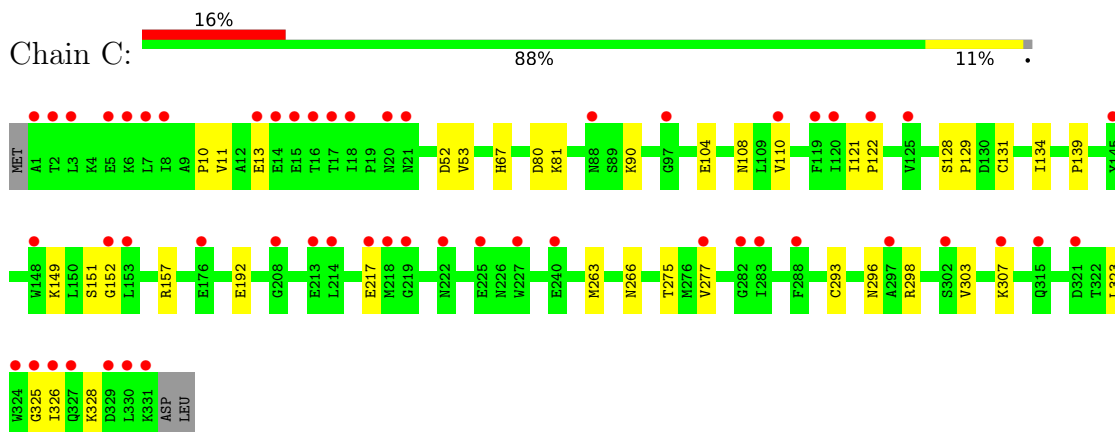 16%
Chain C:
88% 11% •
MET A1 T2 L3 K4 E5 K6 L7 I8 A9 P10 V11 A12 E13 E14 E15 T16 T17 I18 P19 N20 N21 D52 V53 H67 D80 K81 N88 S89 K90 G97 E104 N108 L109 V110 F119 I120 I121 P122 V125 S128 P129 D130 C131 I134 P139 Y145
W148 K149 L150 S151 G152 L153 R157 E176 E192 G208 E213 L214 E217 M218 G219 N222 E225 N226 W227 E240 M263 N266 T275 M276 V277 G282 I283 F288 C293 N296 A297 R298 S302 V303 K307 Q315 D321 T322 L323
W324 G325 I326 Q327 K328 D329 L330 K331 ASP LEU